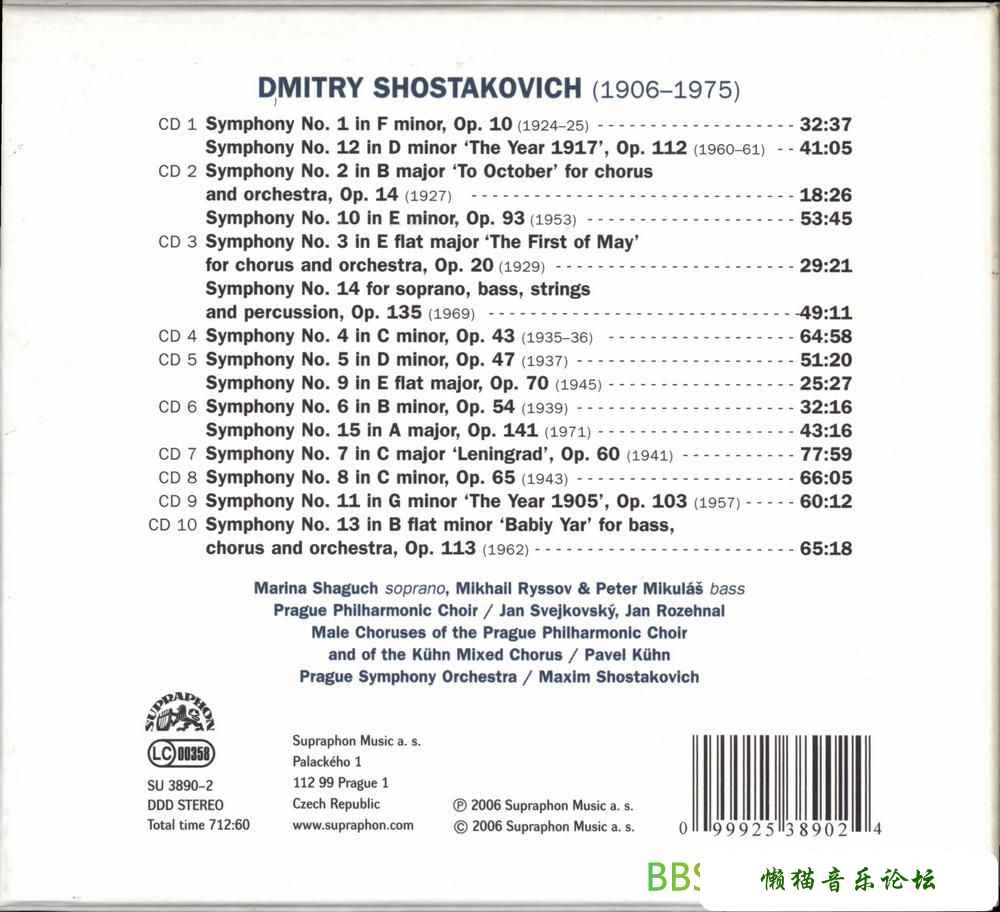 DMITRY SHOSTAKOVICH (1906–1975)
CD 1 Symphony No. 1 in F minor, Op. 10 (1924–25) 32:37
Symphony No. 12 in D minor ‘The Year 1917’, Op. 112 (1960–61) 41:05
CD 2 Symphony No. 2 in B major ‘To October’ for chorus
and orchestra, Op. 14 (1927) 18:26
Symphony No. 10 in E minor, Op. 93 (1953) 53:45
CD 3 Symphony No. 3 in E flat major ‘The First of May’
for chorus and orchestra, Op. 20 (1929) 29:21
Symphony No. 14 for soprano, bass, strings
and percussion, Op. 135 (1969) 49:11
CD 4 Symphony No. 4 in C minor, Op. 43 (1935–36) 64:58
CD 5 Symphony No. 5 in D minor, Op. 47 (1937) 51:20
Symphony No. 9 in E flat major, Op. 70 (1945) 25:27
CD 6 Symphony No. 6 in B minor, Op. 54 (1939) 32:16
Symphony No. 15 in A major, Op. 141 (1971) 43:16
CD 7 Symphony No. 7 in C major ‘Leningrad’, Op. 60 (1941) 77:59
CD 8 Symphony No. 8 in C minor, Op. 65 (1943) 66:05
CD 9 Symphony No. 11 in G minor ‘The Year 1905’, Op. 103 (1957) 60:12
CD 10 Symphony No. 13 in B flat minor ‘Babiy Yar’ for bass,
chorus and orchestra, Op. 113 (1962) 65:18
Marina Shaguch soprano, Mikhail Ryssov & Peter Mikuláš bass
Prague Philharmonic Choir / Jan Svejkovský, Jan Rozehnal
Male Choruses of the Prague Philharmonic Choir
and of the Kühn Mixed Chorus / Pavel Kühn
Prague Symphony Orchestra / Maxim Shostakovich
SUPRAPHON
LC 00358
SU 3890–2
DDD STEREO
Total time 712:60
Supraphon Music a. s.
Palackého 1
112 99 Prague 1
Czech Republic
www.supraphon.com
℗ 2006 Supraphon Music a. s.
© 2006 Supraphon Music a. s.
0 99925 38902 4
BBS
懒猫音乐论坛